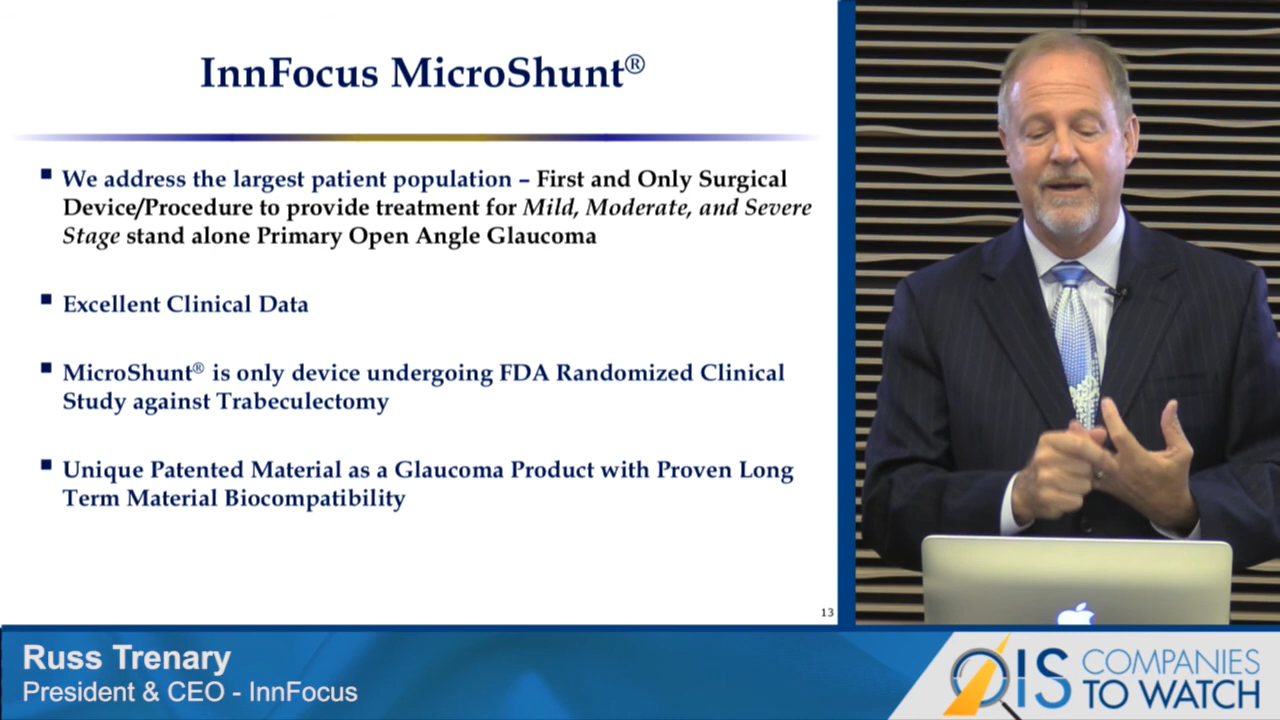 InnFocus MicroShunt®
▪ We address the largest patient population – First and Only Surgical
Device/Procedure to provide treatment for Mild, Moderate, and Severe
Stage stand alone Primary Open Angle Glaucoma
▪ Excellent Clinical Data
▪ MicroShunt® is only device undergoing FDA Randomized Clinical
Study against Trabeculectomy
▪ Unique Patented Material as a Glaucoma Product with Proven Long
Term Material Biocompatibility
13
Russ Trenary
President & CEO - InnFocus
OIS COMPANIES
TO WATCH